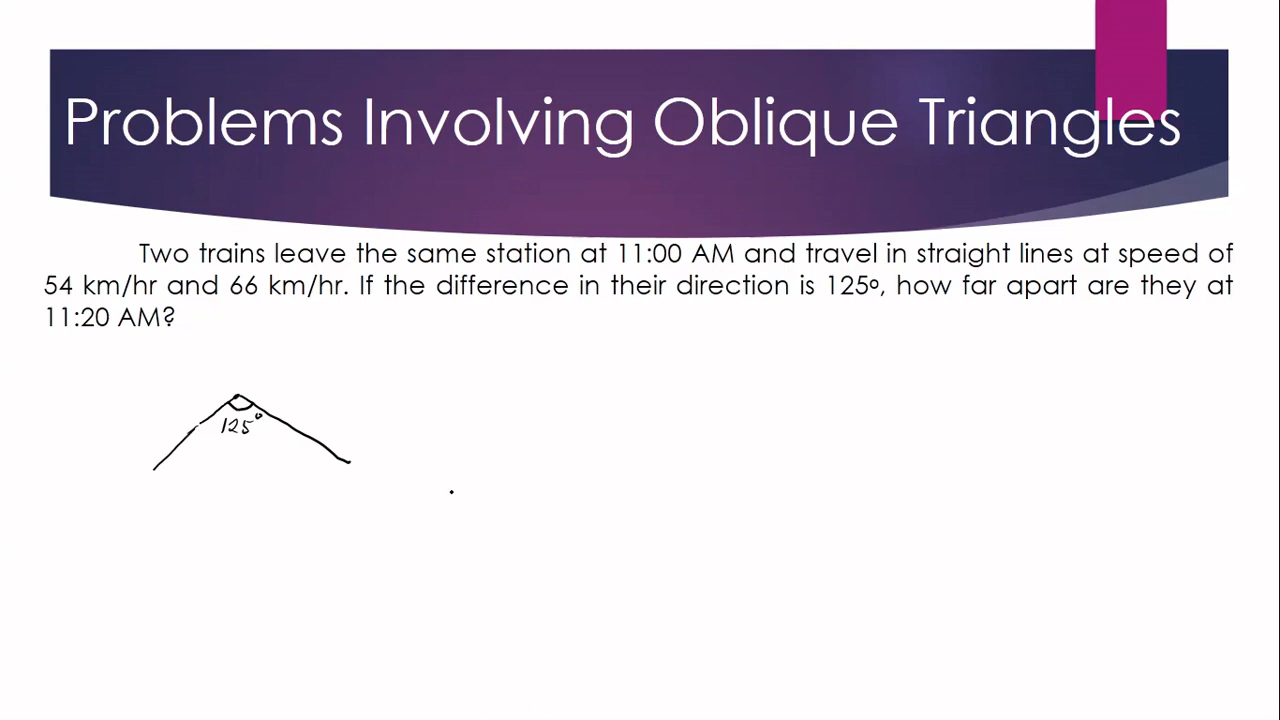 Problems Involving Oblique Triangles
Two trains leave the same station at 11:00 AM and travel in straight lines at speed of
54 km/hr and 66 km/hr. If the difference in their direction is 125º, how far apart are they at
11:20 AM?
125°